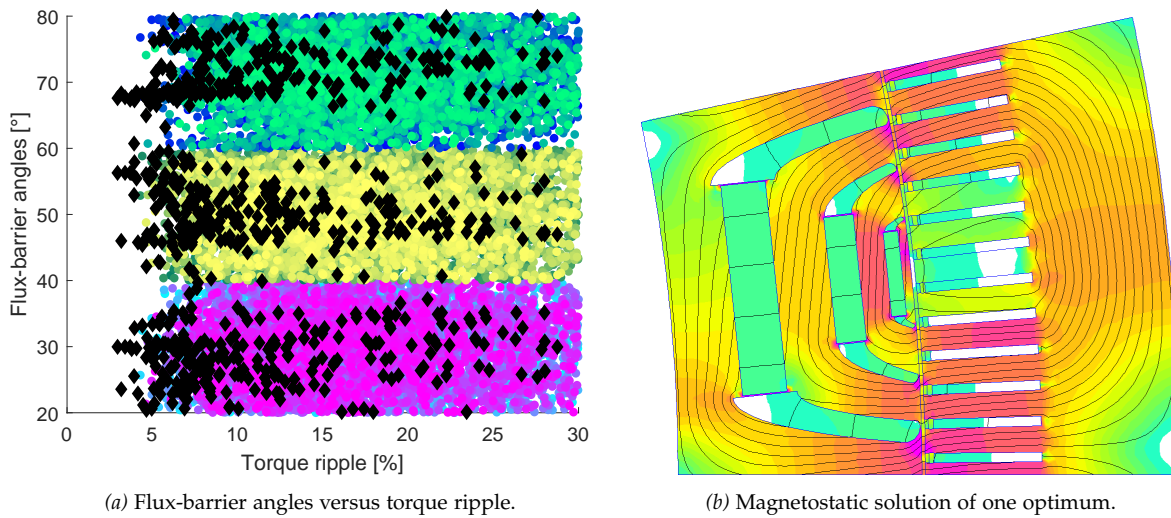 80
70
60
50
40
30
20
Flux-barrier angles [°]
0 5 10 15 20 25 30
Torque ripple [%]
(a) Flux-barrier angles versus torque ripple.
(b) Magnetostatic solution of one optimum.